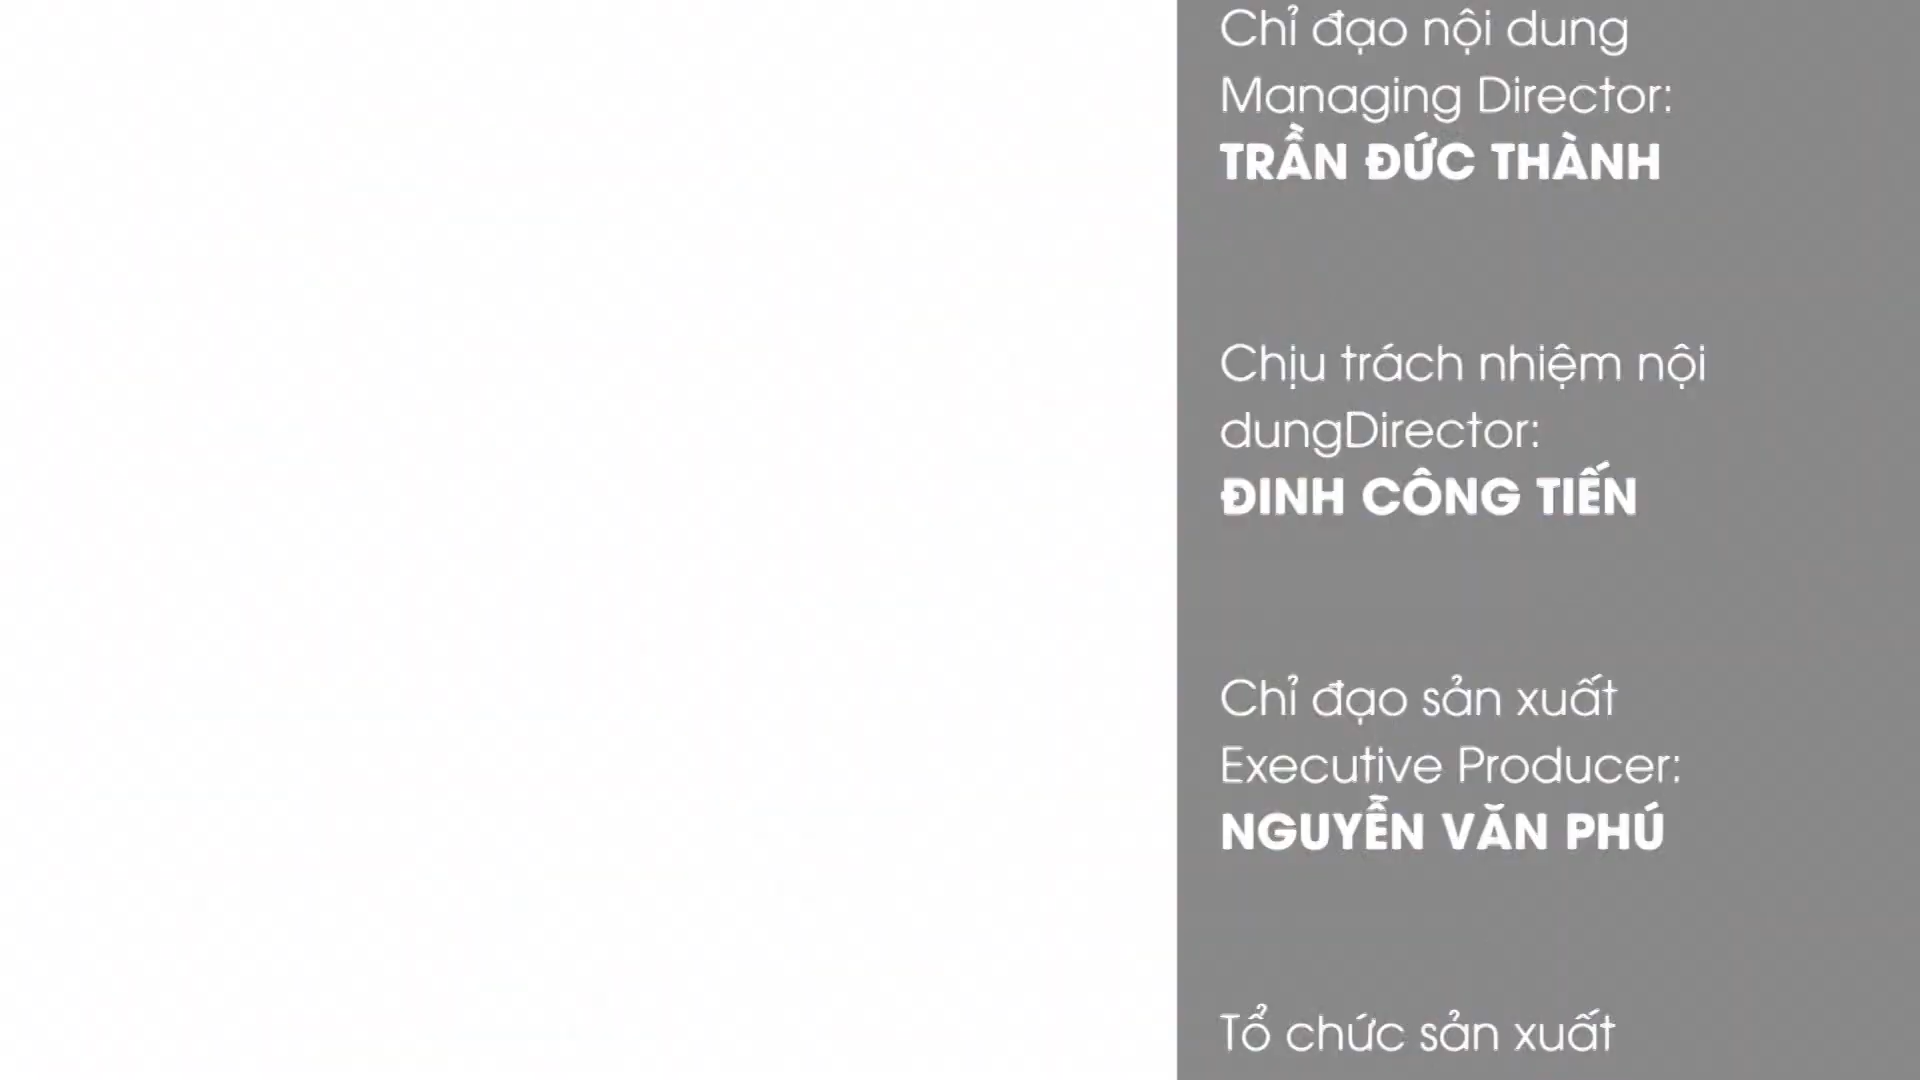 Chỉ đạo nội dung
Managing Director:
TRẦN ĐỨC THÀNH
Chịu trách nhiệm nội
dungDirector:
ĐINH CÔNG TIẾN
Chỉ đạo sản xuất
Executive Producer:
NGUYỄN VĂN PHÚ
Tổ chức sản xuất